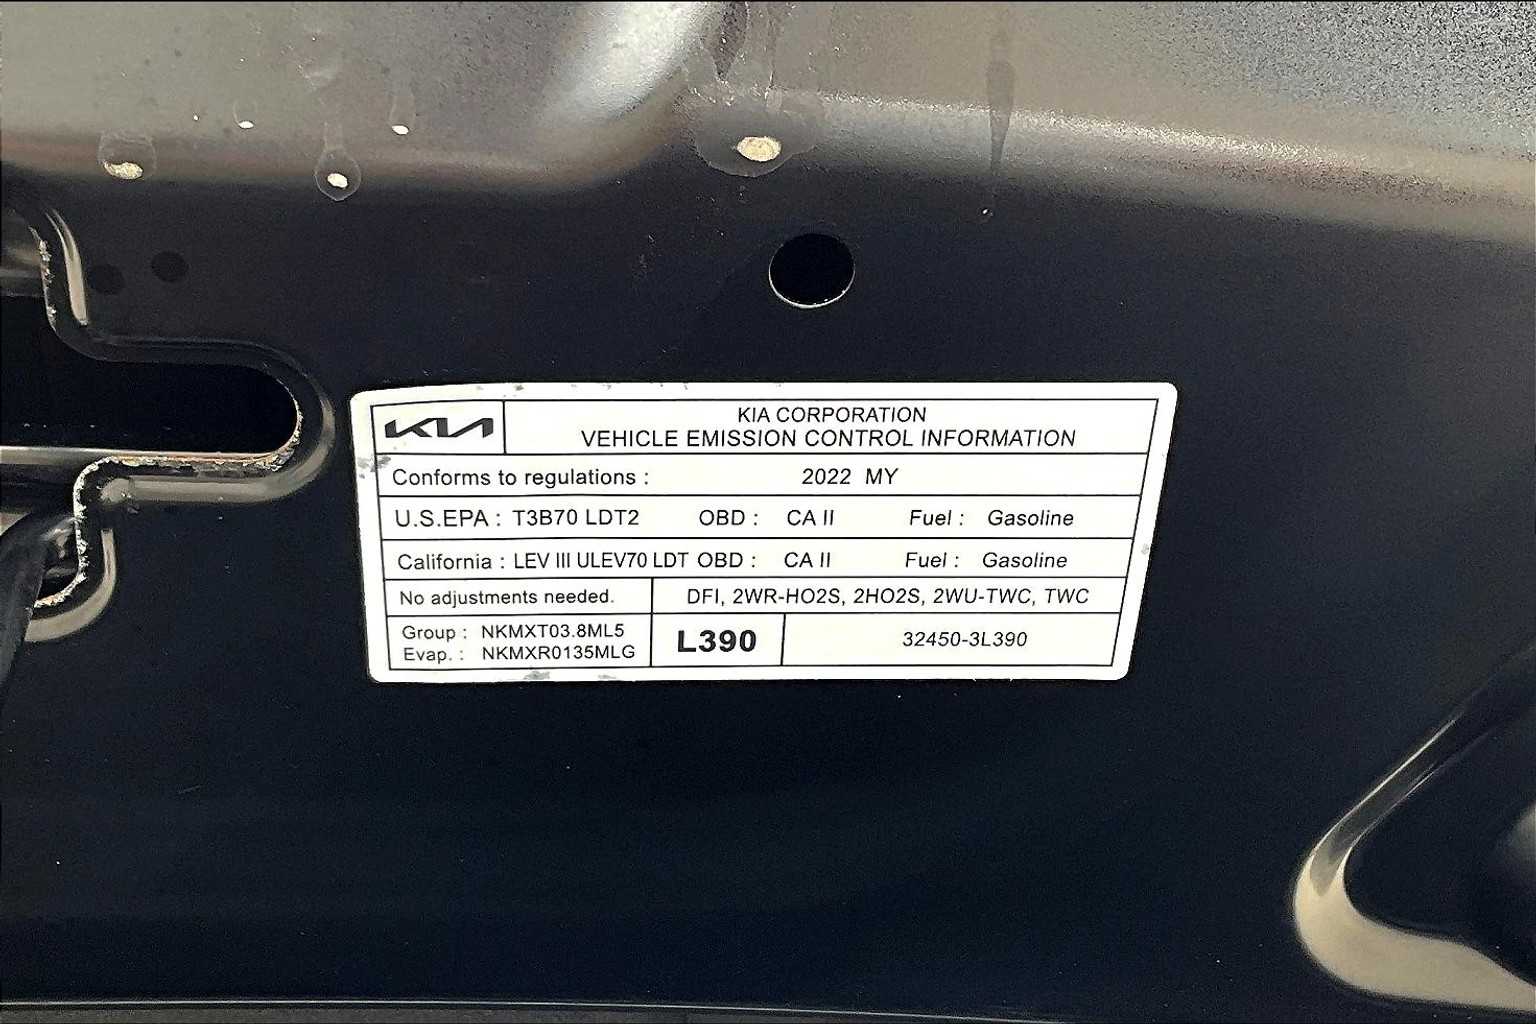 KIA
KIA CORPORATION
VEHICLE EMISSION CONTROL INFORMATION
Conforms to regulations : 2022 MY
U.S.EPA : T3B70 LDT2 OBD : CA II Fuel : Gasoline
California : LEV III ULEV70 LDT OBD : CA II Fuel : Gasoline
No adjustments needed. DFI, 2WR-HO2S, 2HO2S, 2WU-TWC, TWC
Group : NKMXT03.8ML5
Evap. : NKMXR0135MLG
L390
32450-3L390